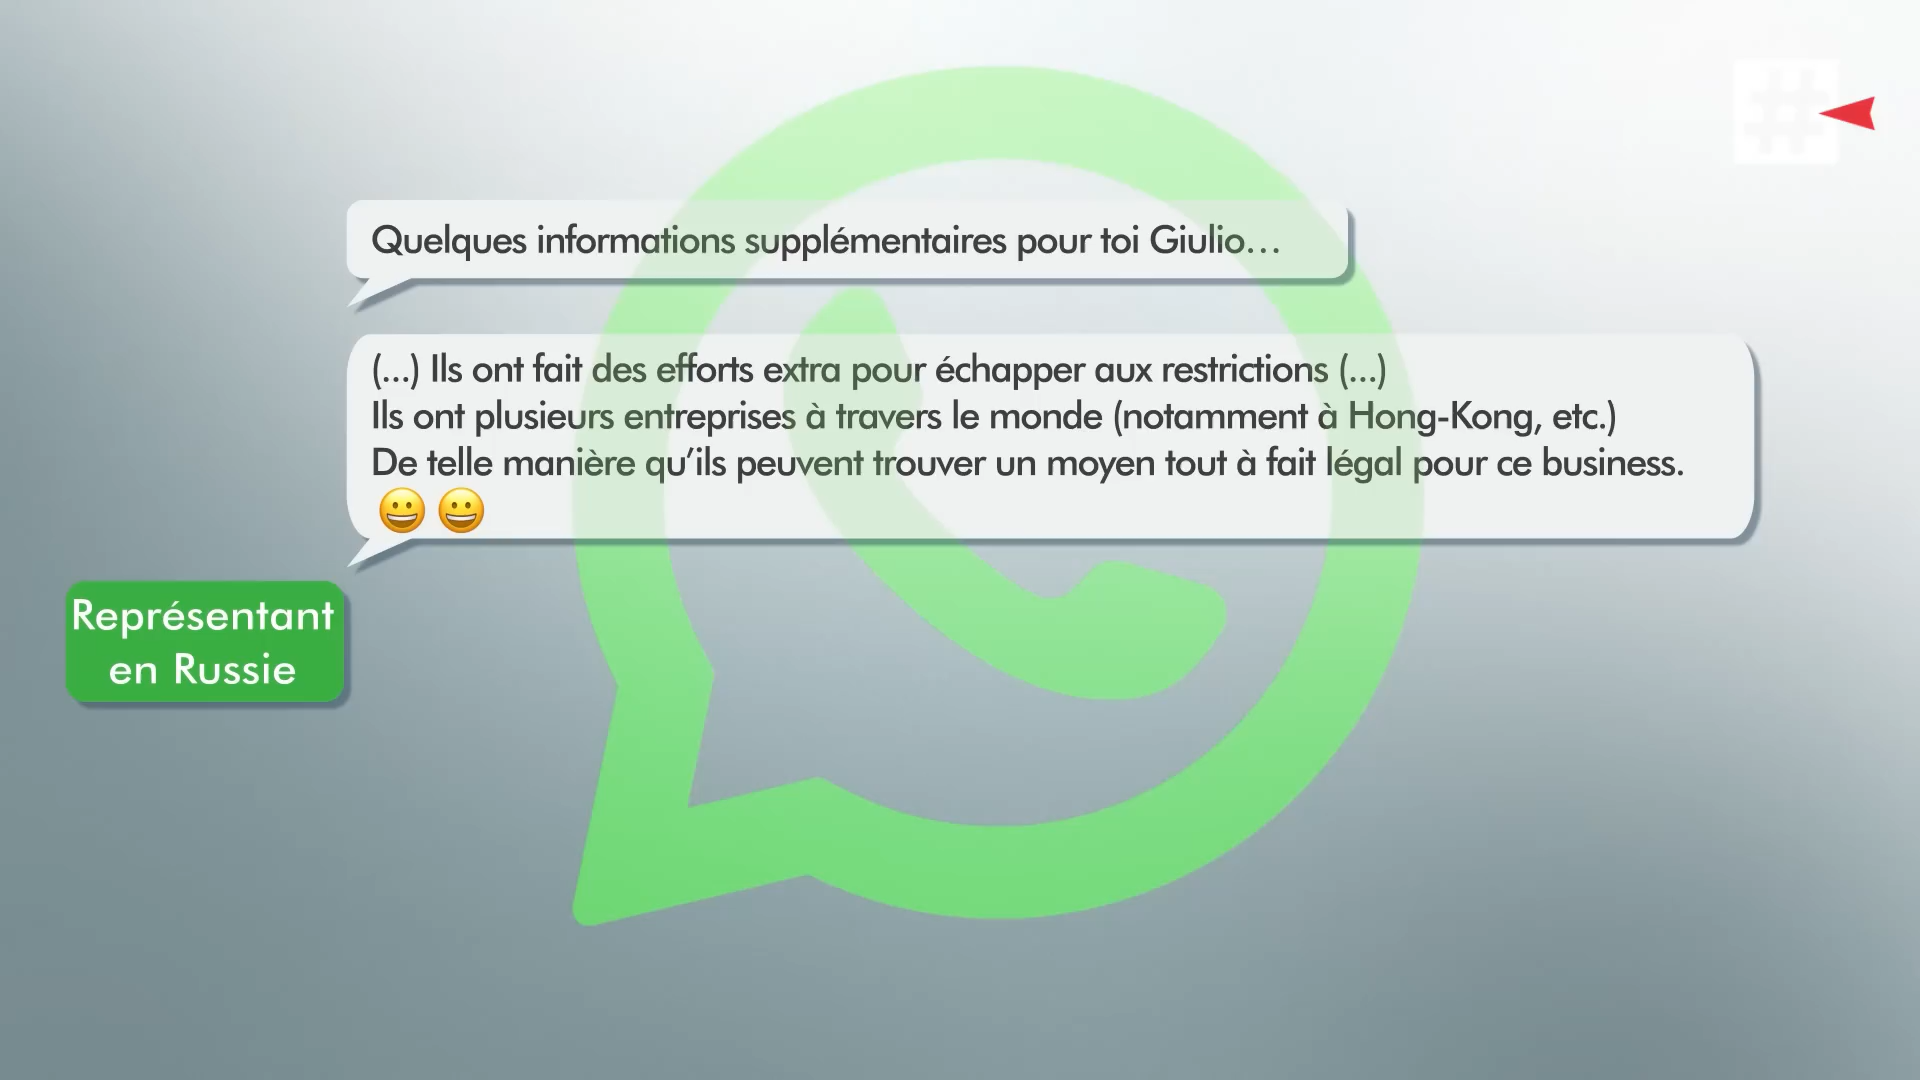 Quelques informations supplémentaires pour toi Giulio…
(...) Ils ont fait des efforts extra pour échapper aux restrictions (...)
Ils ont plusieurs entreprises à travers le monde (notamment à Hong-Kong, etc.)
De telle manière qu’ils peuvent trouver un moyen tout à fait légal pour ce business.
😀 😀
Représentant
en Russie
#